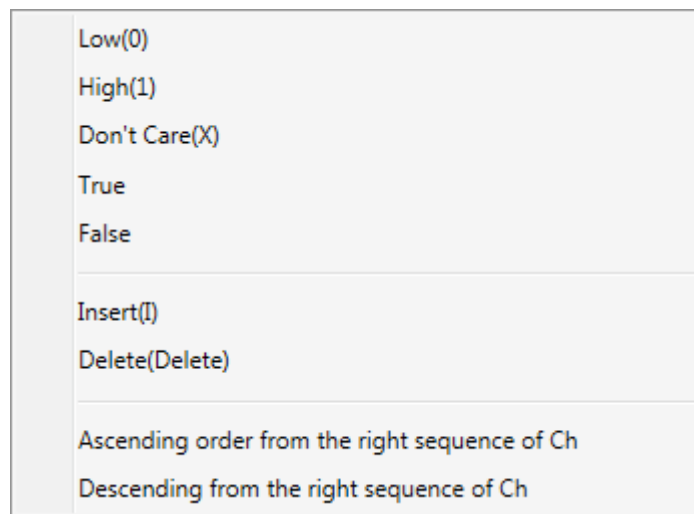 Low(0)
High(1)
Don't Care(X)
True
False
Insert(I)
Delete(Delete)
Ascending order from the right sequence of Ch
Descending from the right sequence of Ch